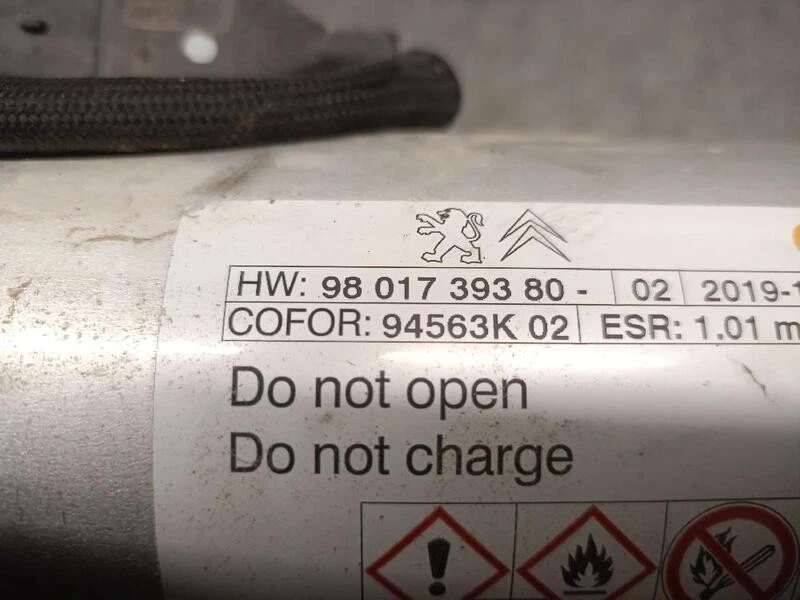 HW: 98 017 393 80 - 02 2019-1
COFOR: 94563K 02 ESR: 1.01 m
Do not open
Do not charge